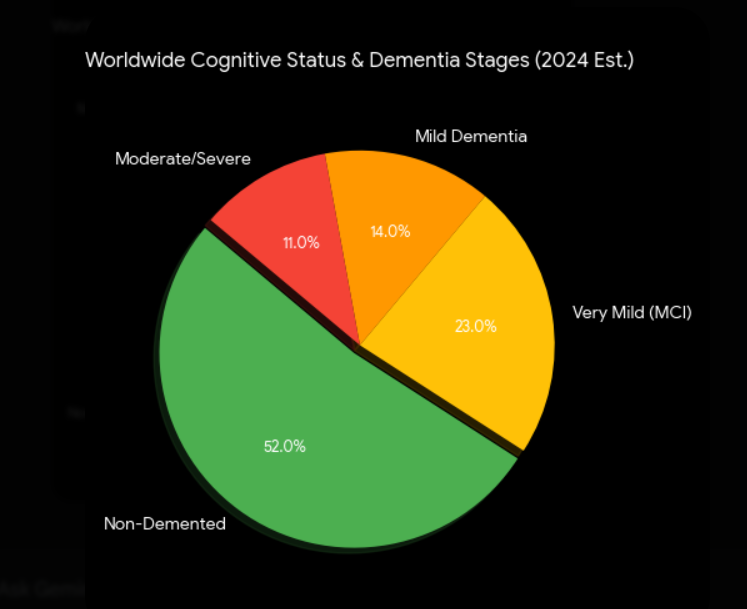 Worldwide Cognitive Status & Dementia Stages (2024 Est.)
Mild Dementia
Moderate/Severe
14.0%
11.0%
Very Mild (MCI)
23.0%
52.0%
Non-Demented